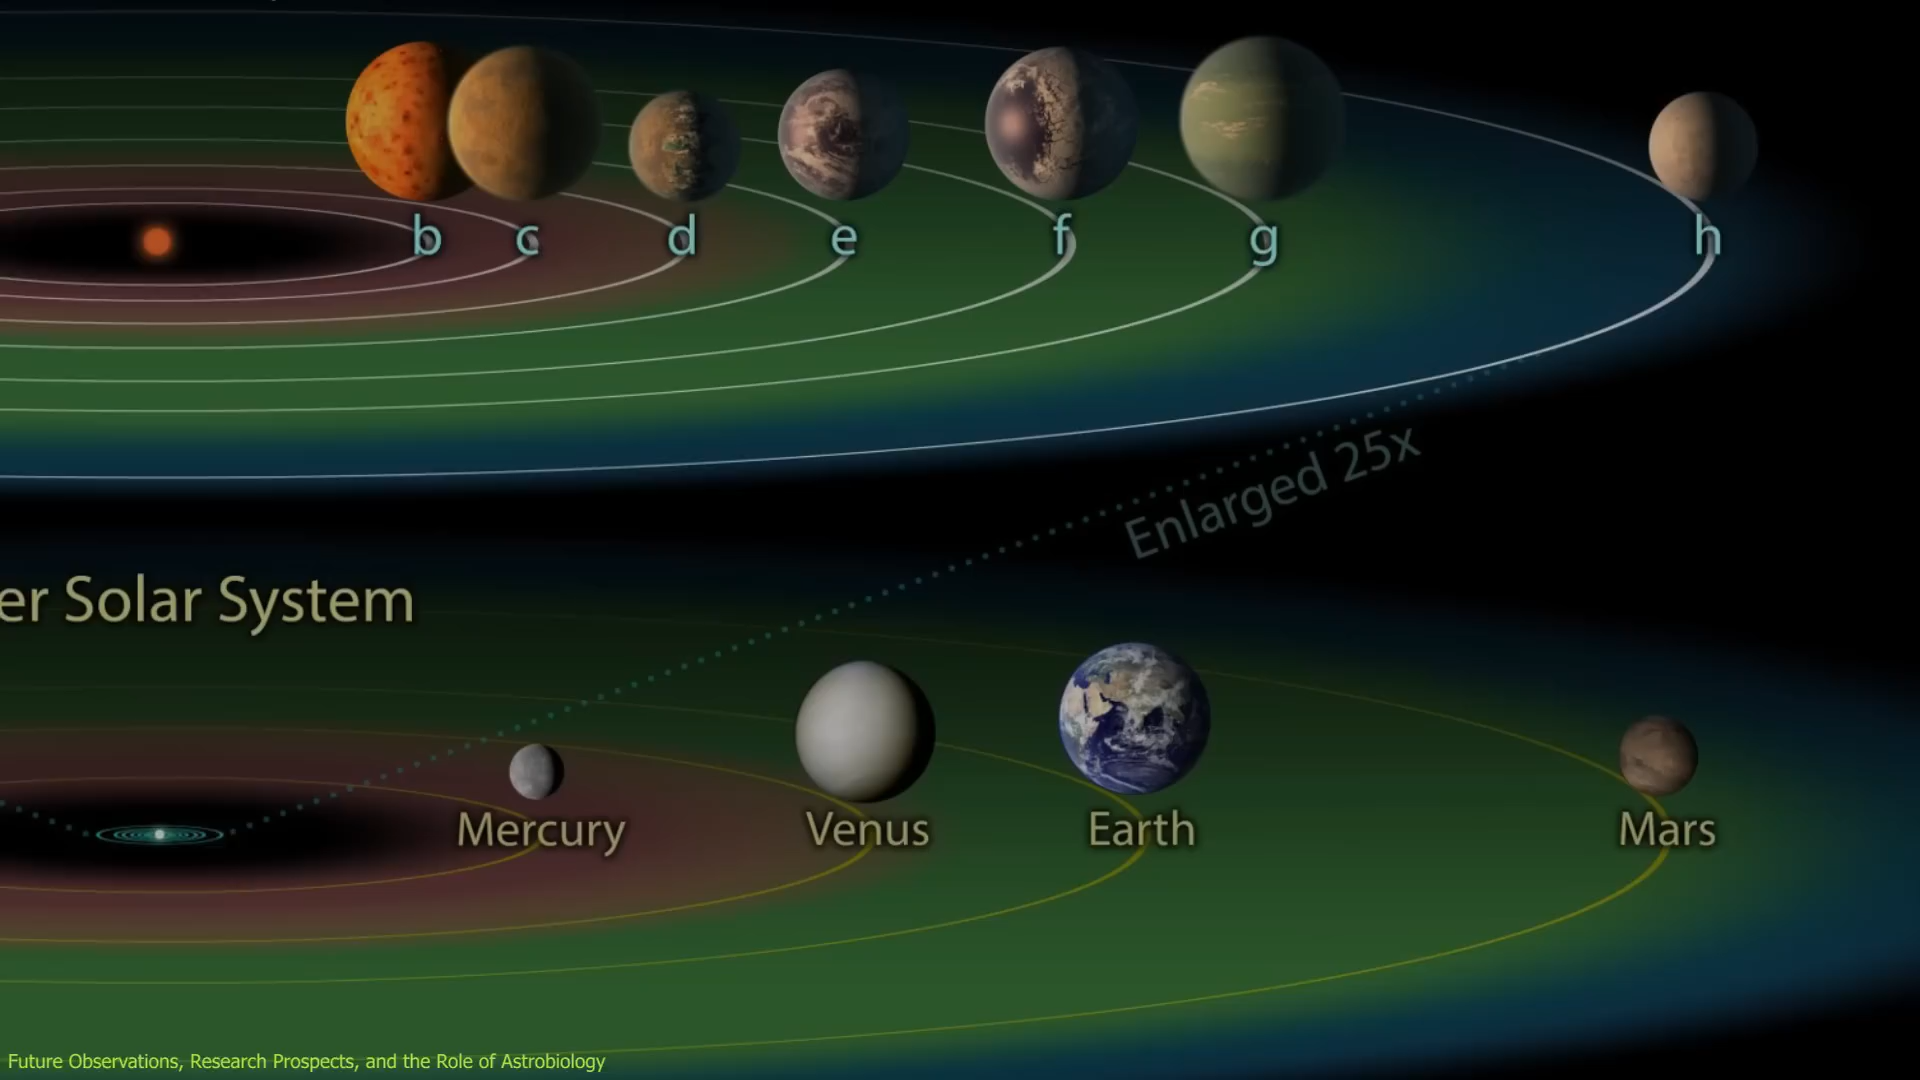 b c d e f g h
Enlarged 25x
er Solar System
Mercury Venus Earth Mars
Future Observations, Research Prospects, and the Role of Astrobiology